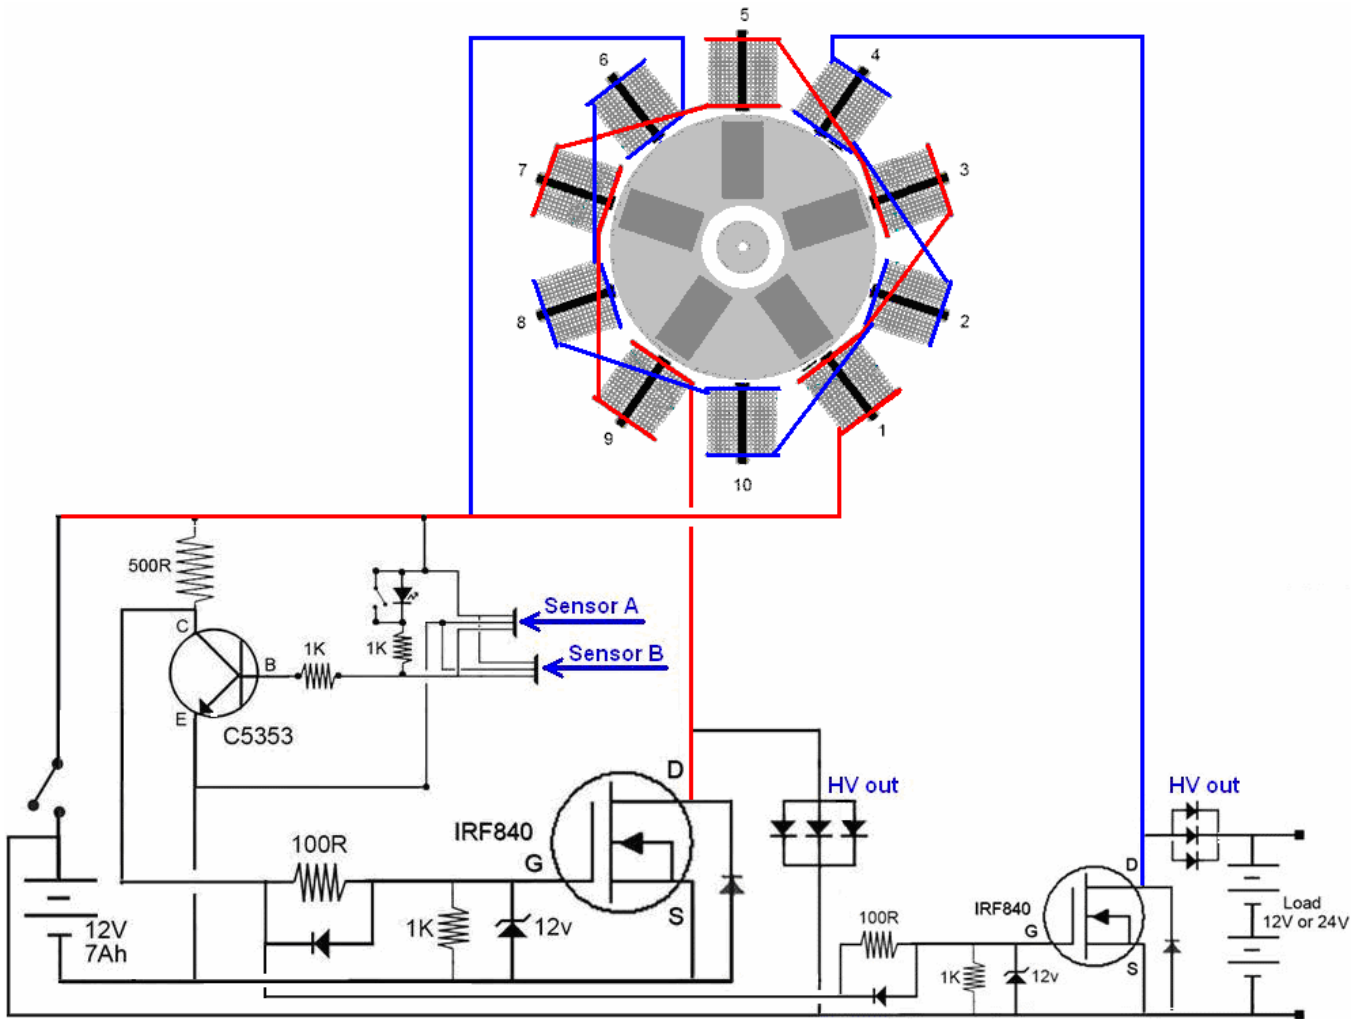 5
6
4
7
3
8
2
9
1
10
500R
Sensor A
C
1K
1K
B
Sensor B
E
C5353
D
HV out
HV out
IRF840
100R
G
D
12V
7Ah
1K
12v
S
100R
IRF840
G
Load
12V or 24V
S
1K
12v